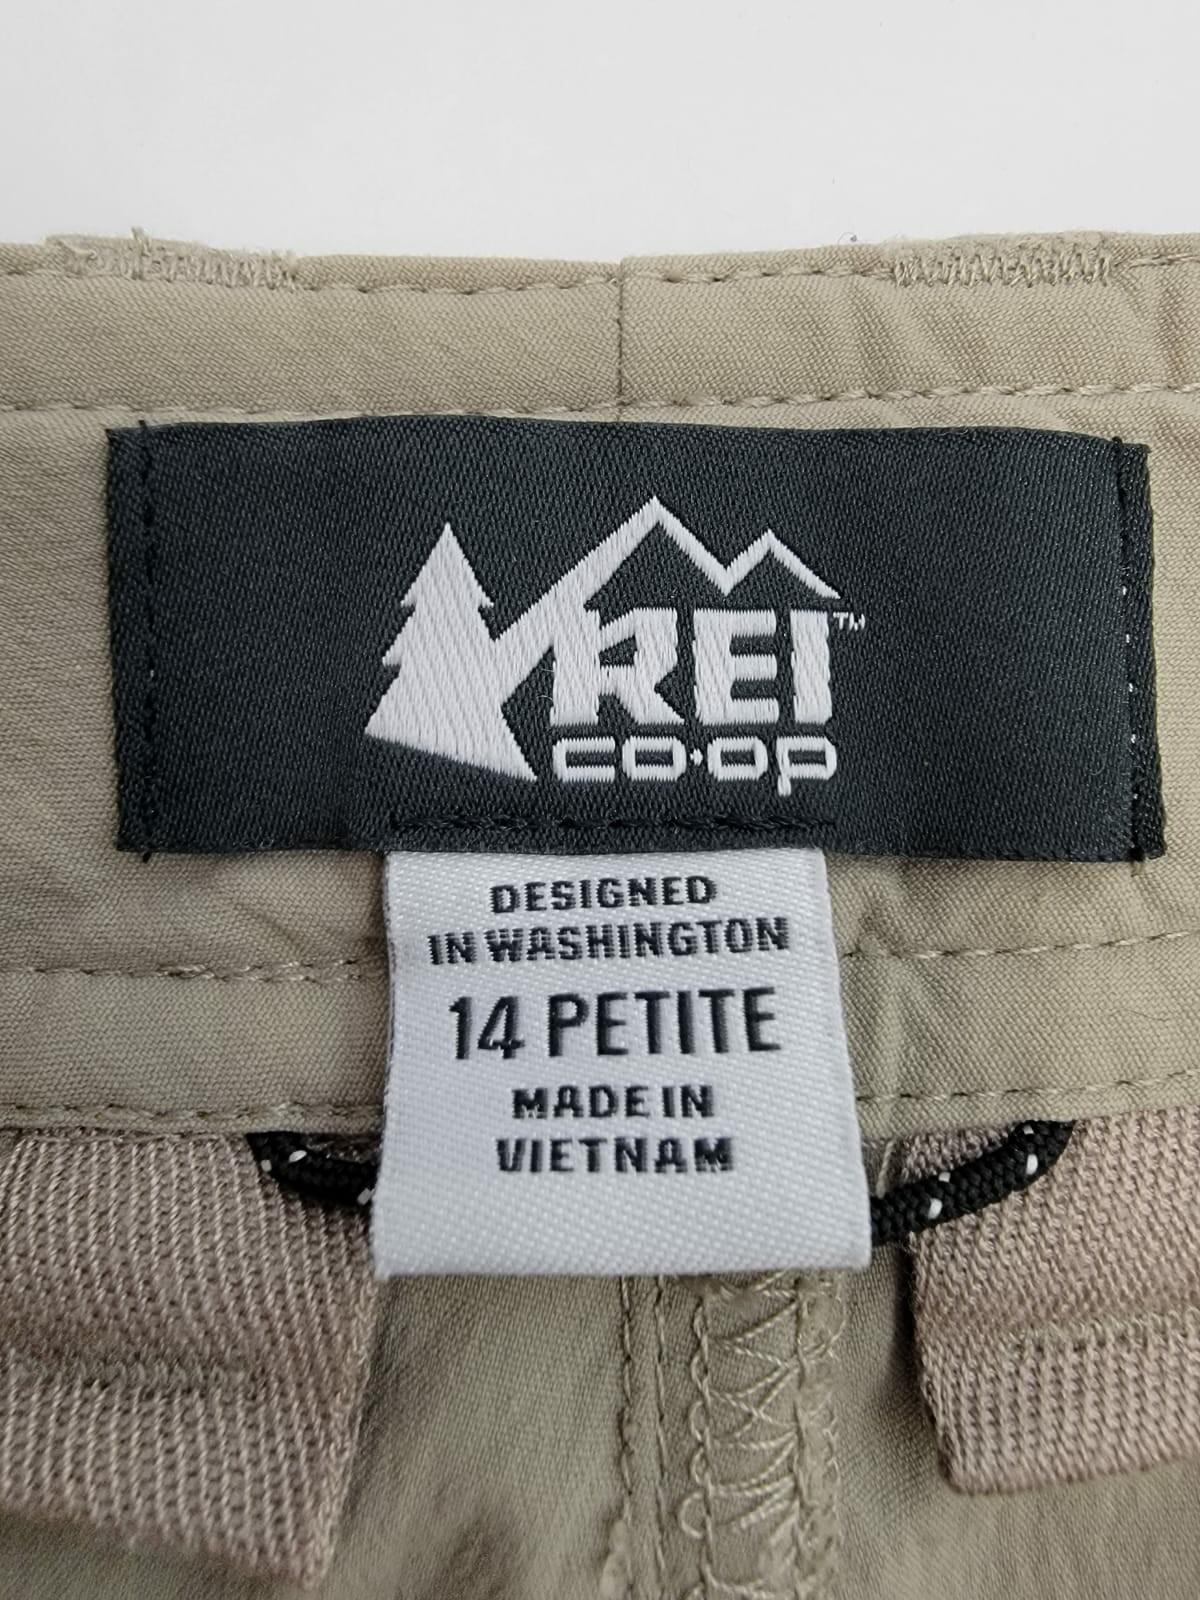 REI™
co·op
DESIGNED
IN WASHINGTON
14 PETITE
MADE IN
VIETNAM